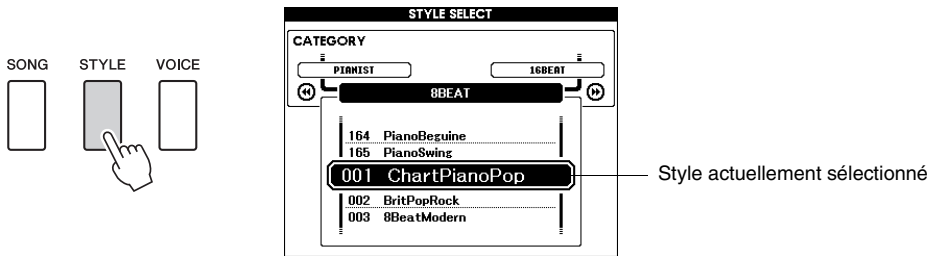 SONG STYLE VOICE
STYLE SELECT
CATEGORY
PIANIST 16BEAT
8BEAT
164 PianoBeguine
165 PianoSwing
001 ChartPianoPop
002 BritPopRock
003 8BeatModern
Style actuellement sélectionné